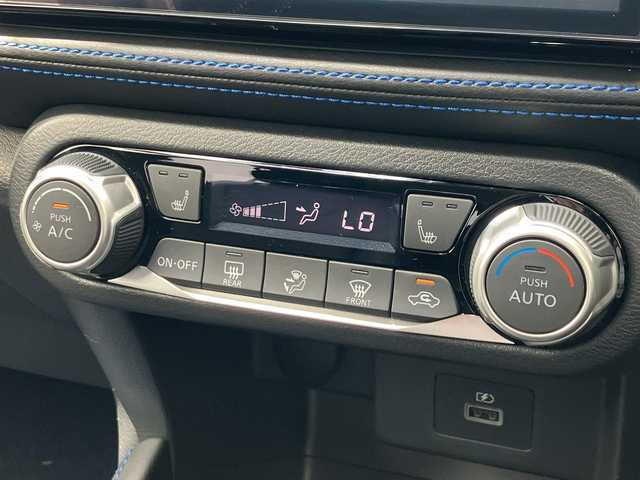 PUSH
A/C
LO
ON·OFF
REAR
FRONT
PUSH
AUTO